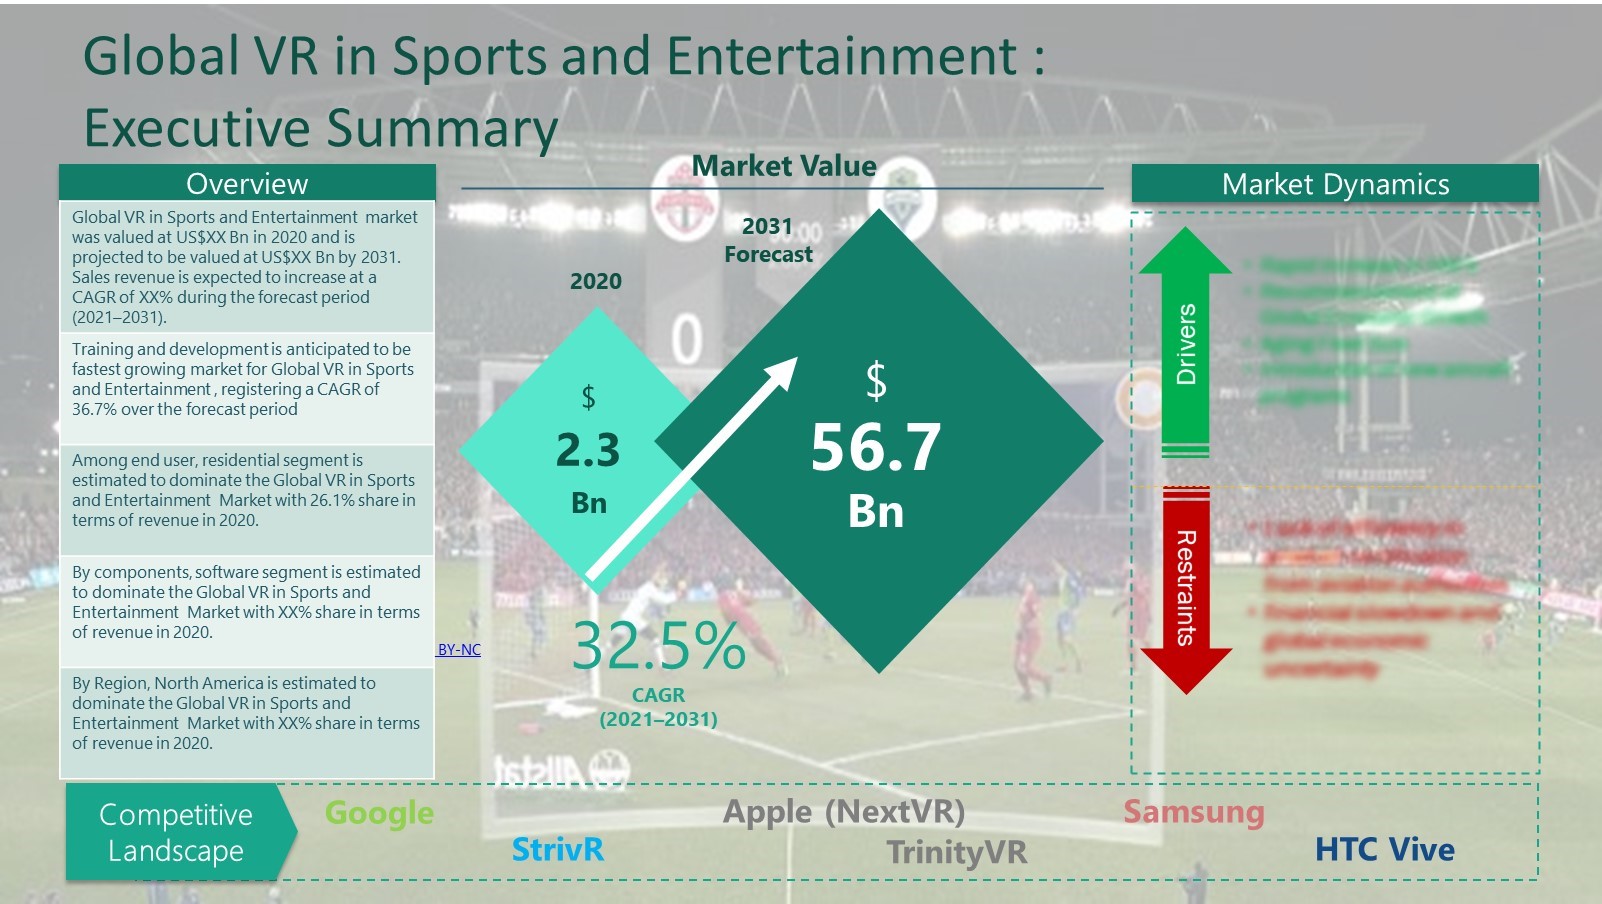 Global VR in Sports and Entertainment :
Executive Summary
Overview
Global VR in Sports and Entertainment market
was valued at US$XX Bn in 2020 and is
projected to be valued at US$XX Bn by 2031.
Sales revenue is expected to increase at a
CAGR of XX% during the forecast period
(2021–2031).
Training and development is anticipated to be
fastest growing market for Global VR in Sports
and Entertainment , registering a CAGR of
36.7% over the forecast period
Among end user, residential segment is
estimated to dominate the Global VR in Sports
and Entertainment Market with 26.1% share in
terms of revenue in 2020.
By components, software segment is estimated
to dominate the Global VR in Sports and
Entertainment Market with XX% share in terms
of revenue in 2020.
By Region, North America is estimated to
dominate the Global VR in Sports and
Entertainment Market with XX% share in terms
of revenue in 2020.
BY-NC
Market Value
2020
$
2.3
Bn
2031
Forecast
$
56.7
Bn
32.5%
CAGR
(2021–2031)
0
Market Dynamics
Drivers
Restraints
Competitive
Landscape
Google
StrivR
Apple (NextVR)
TrinityVR
Samsung
HTC Vive